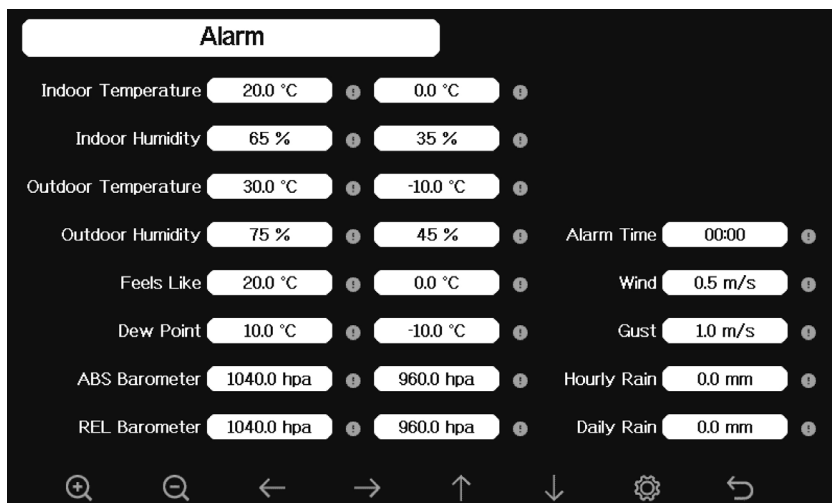 Alarm
Indoor Temperature 20.0 °C 0.0 °C
Indoor Humidity 65 % 35 %
Outdoor Temperature 30.0 °C -10.0 °C
Outdoor Humidity 75 % 45 % Alarm Time 00:00
Feels Like 20.0 °C 0.0 °C Wind 0.5 m/s
Dew Point 10.0 °C -10.0 °C Gust 1.0 m/s
ABS Barometer 1040.0 hpa 960.0 hpa Hourly Rain 0.0 mm
REL Barometer 1040.0 hpa 960.0 hpa Daily Rain 0.0 mm